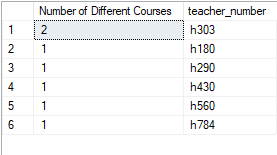 Number of Different Courses teacher_number
1 2 h303
2 1 h180
3 1 h290
4 1 h430
5 1 h560
6 1 h784